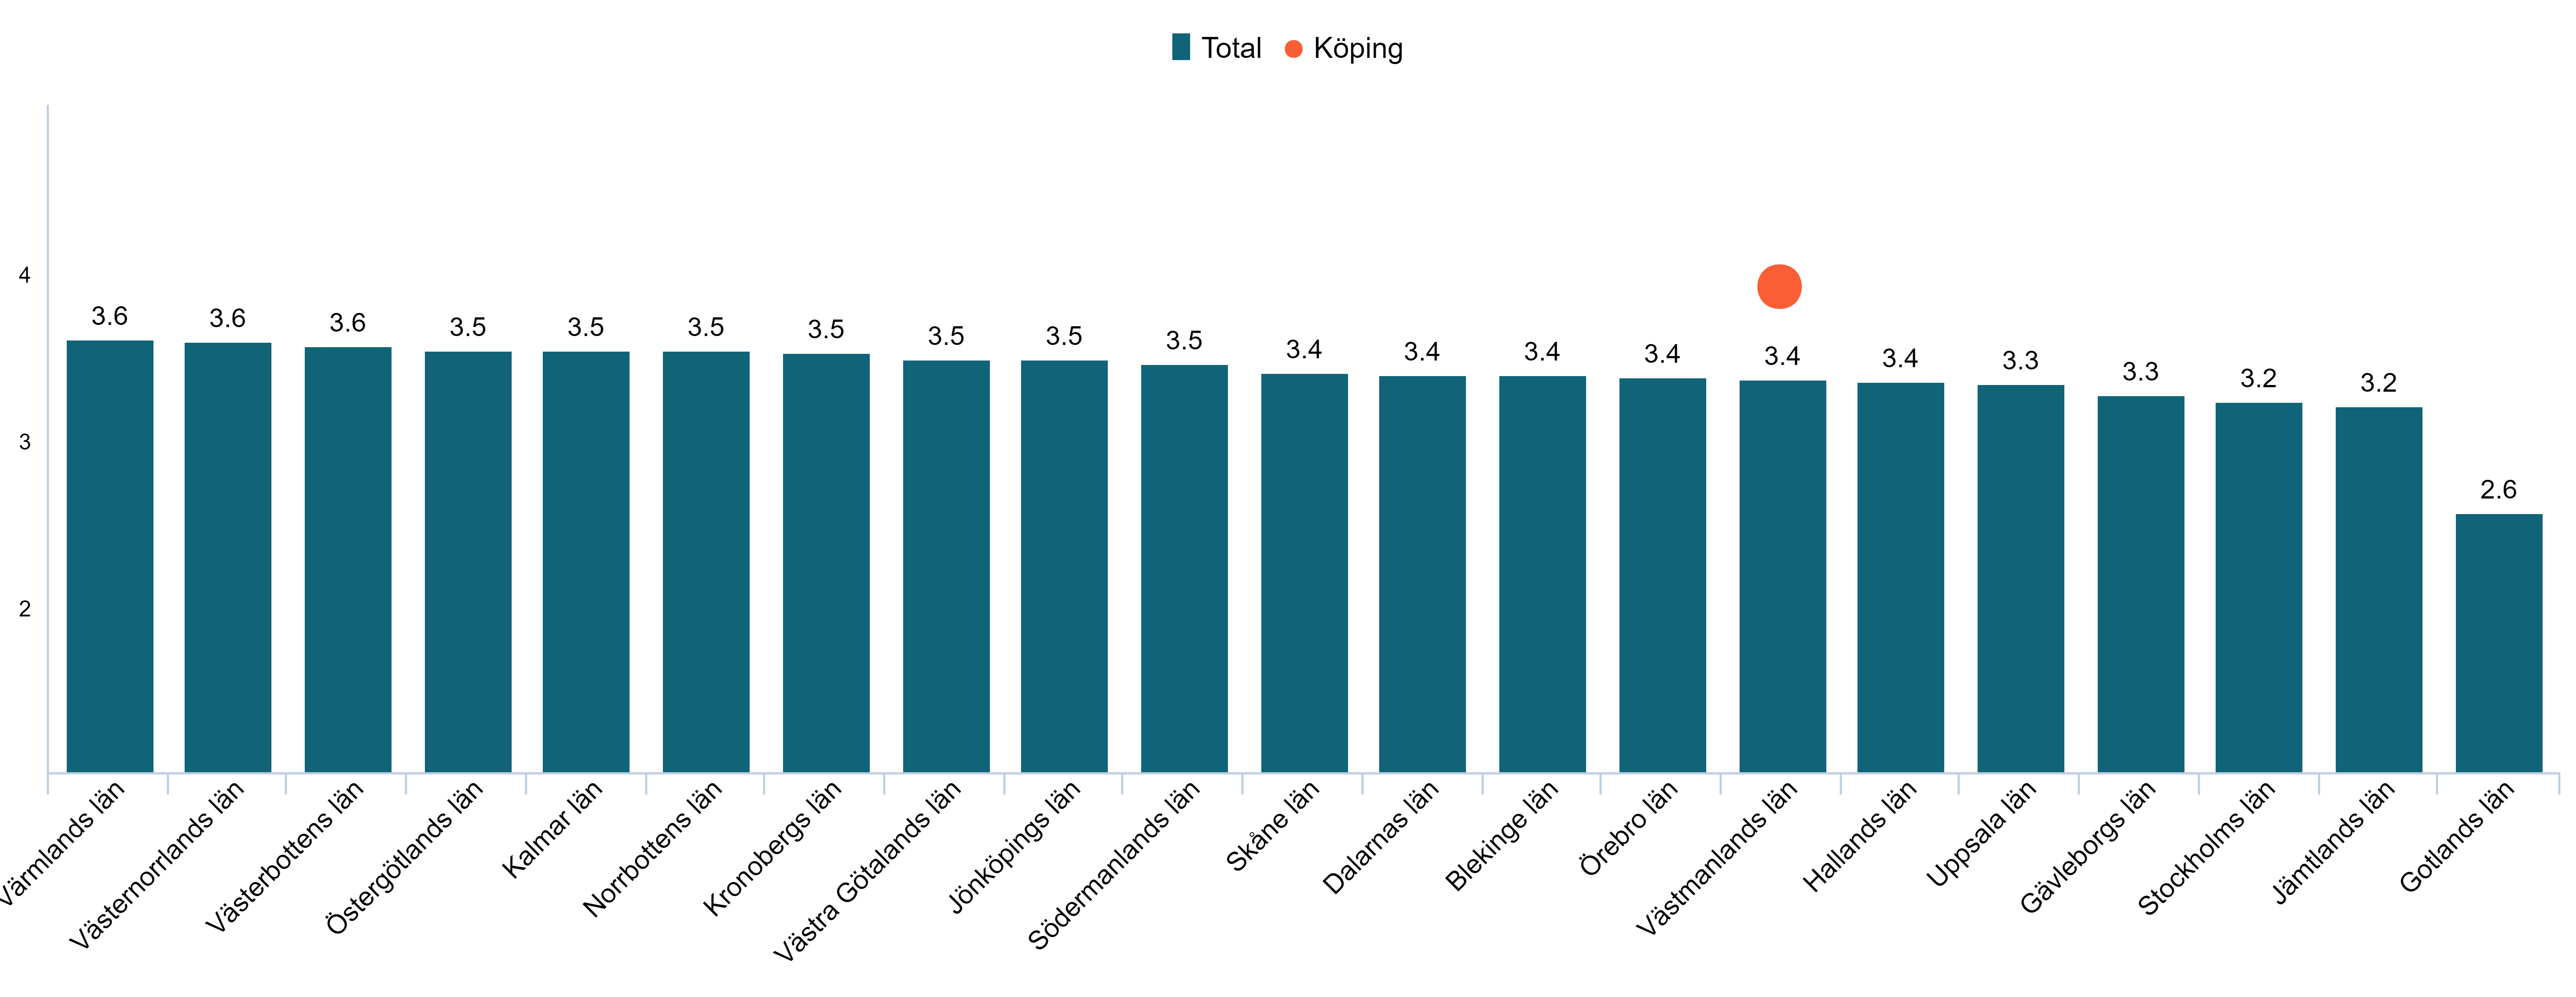 Total Köping
4
3
2
3.6 3.6 3.6 3.5 3.5 3.5 3.5 3.5 3.5 3.5 3.4 3.4 3.4 3.4 3.4 3.4 3.3 3.3 3.2 3.2 2.6
Värmlands län
Västernorrlands län
Västerbottens län
Östergötlands län
Kalmar län
Norrbottens län
Kronobergs län
Västra Götalands län
Jönköpings län
Södermanlands län
Skåne län
Dalarnas län
Blekinge län
Örebro län
Västmanlands län
Hallands län
Uppsala län
Gävleborgs län
Stockholms län
Jämtlands län
Gotlands län